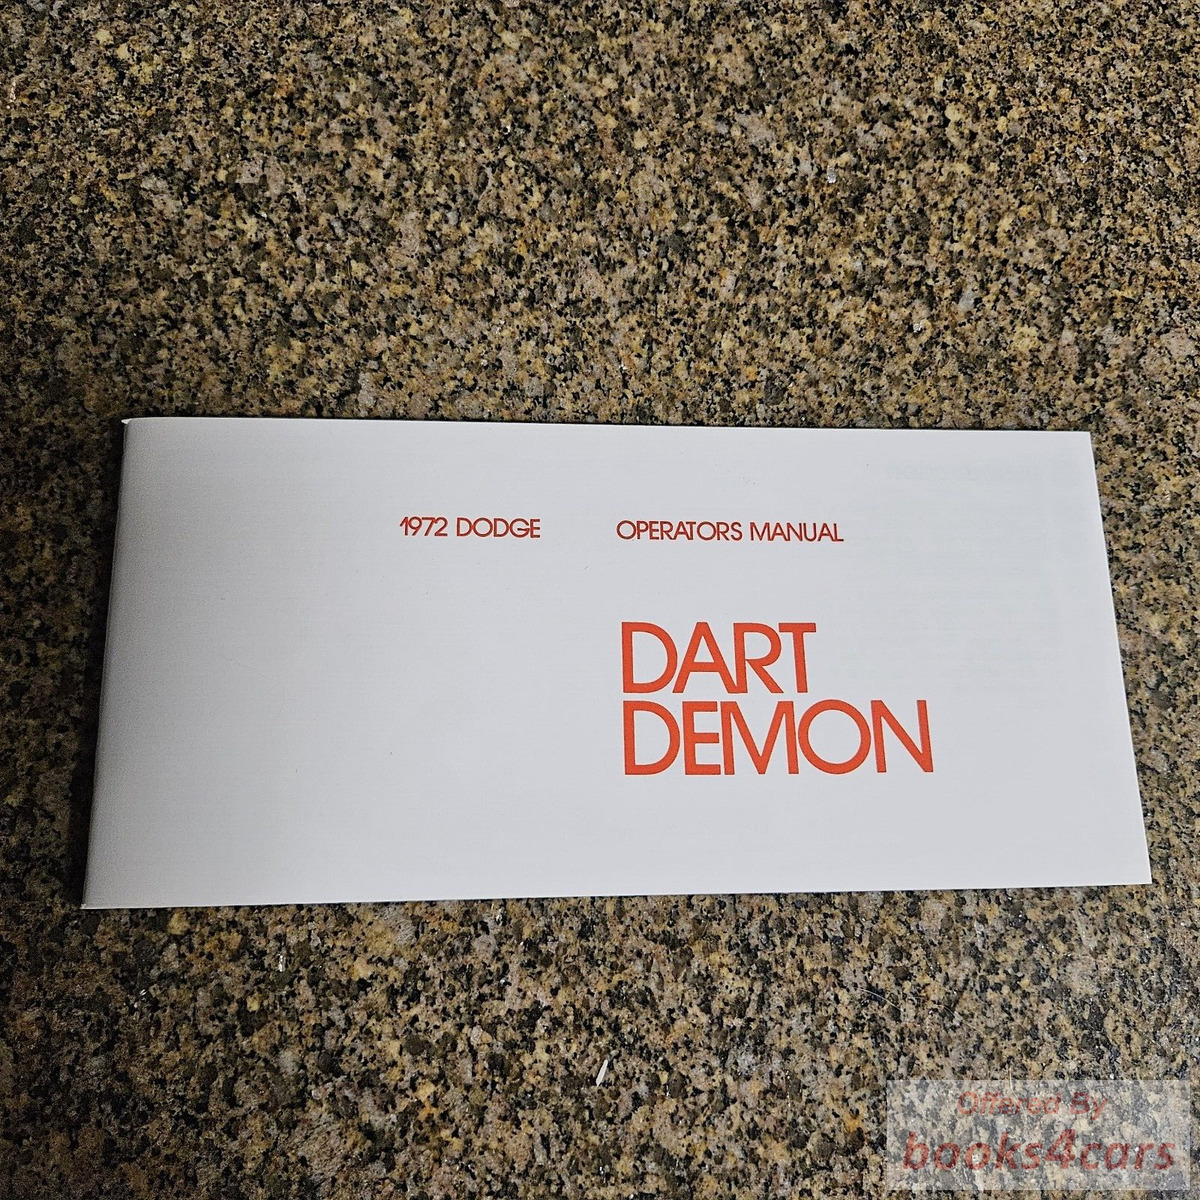 1972 DODGE OPERATORS MANUAL
DART
DEMON
Offered By
books4cars